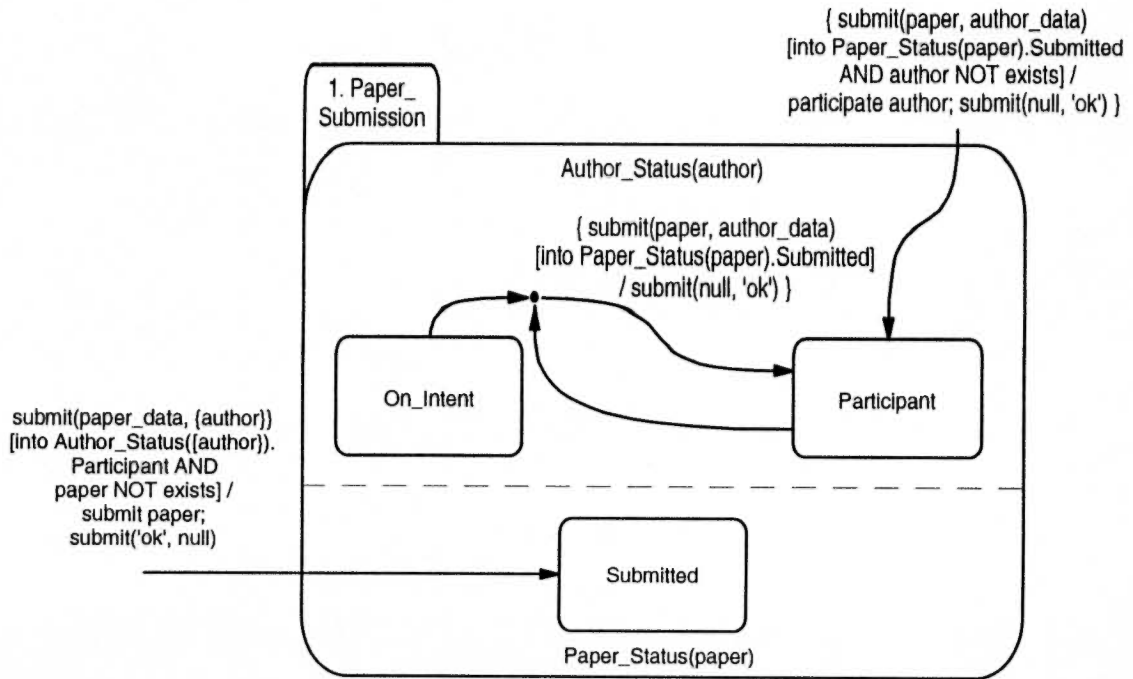 { submit(paper, author_data)
[into Paper_Status(paper).Submitted
AND author NOT exists] /
participate author; submit(null, 'ok') }
1. Paper_
Submission
Author_Status(author)
{ submit(paper, author_data)
[into Paper_Status(paper).Submitted]
/ submit(null, 'ok') }
On_Intent
Participant
submit(paper_data, {author})
[into Author_Status([author}).
Participant AND
paper NOT exists] /
submit paper;
submit('ok', null)
Submitted
Paper_Status(paper)